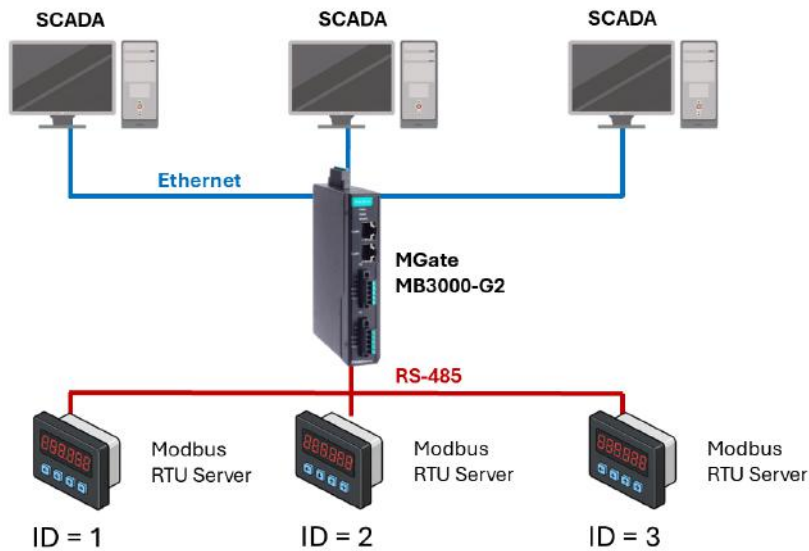 SCADA
SCADA
SCADA
Ethernet
MGate
MB3000-G2
RS-485
Modbus
RTU Server
Modbus
RTU Server
Modbus
RTU Server
ID = 1
ID = 2
ID = 3